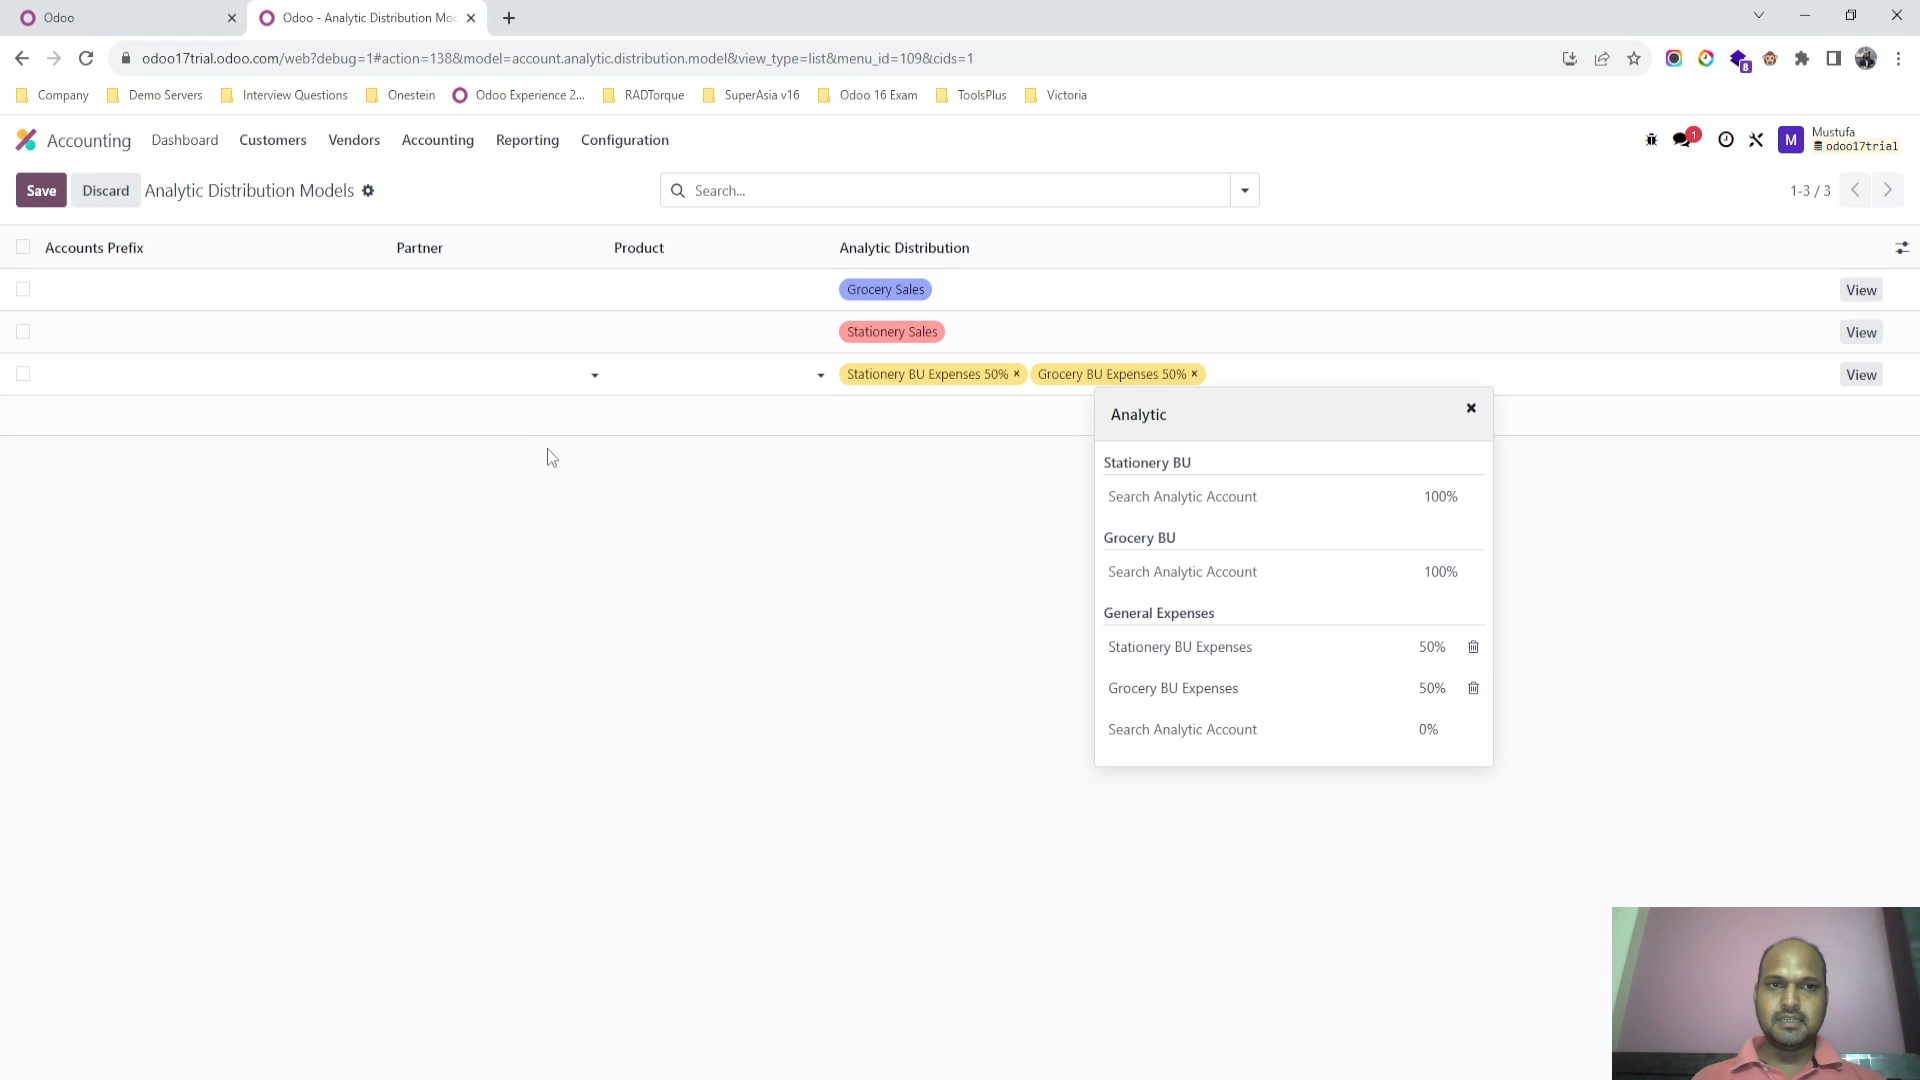 Odoo
Odoo - Analytic Distribution Moc
odoo17trial.odoo.com/web?debug=1#action=138&model=account.analytic.distribution.model&view_type=list&menu_id=109&cids=1
8
Company
Demo Servers
Interview Questions
Onestein
Odoo Experience 2...
RADTorque
SuperAsia v16
Odoo 16 Exam
ToolsPlus
Victoria
Accounting
Dashboard
Customers
Vendors
Accounting
Reporting
Configuration
1
M
Mustufa
odoo17trial
Save
Discard
Analytic Distribution Models
Search...
1-3 / 3
Accounts Prefix
Partner
Product
Analytic Distribution
Grocery Sales
View
Stationery Sales
View
Stationery BU Expenses 50% ×
Grocery BU Expenses 50% ×
View
Analytic
Stationery BU
Search Analytic Account 100%
Grocery BU
Search Analytic Account 100%
General Expenses
Stationery BU Expenses 50%
Grocery BU Expenses 50%
Search Analytic Account 0%